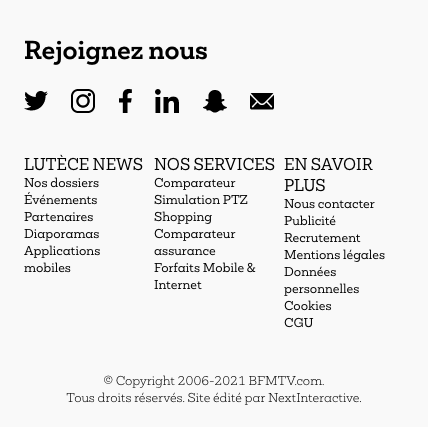 Rejoignez nous
LUTÈCE NEWS
Nos dossiers
Événements
Partenaires
Diaporamas
Applications
mobiles
NOS SERVICES
Comparateur
Simulation PTZ
Shopping
Comparateur
assurance
Forfaits Mobile &
Internet
EN SAVOIR
PLUS
Nous contacter
Publicité
Recrutement
Mentions légales
Données
personnelles
Cookies
CGU
© Copyright 2006-2021 BFMTV.com.
Tous droits réservés. Site édité par NextInteractive.